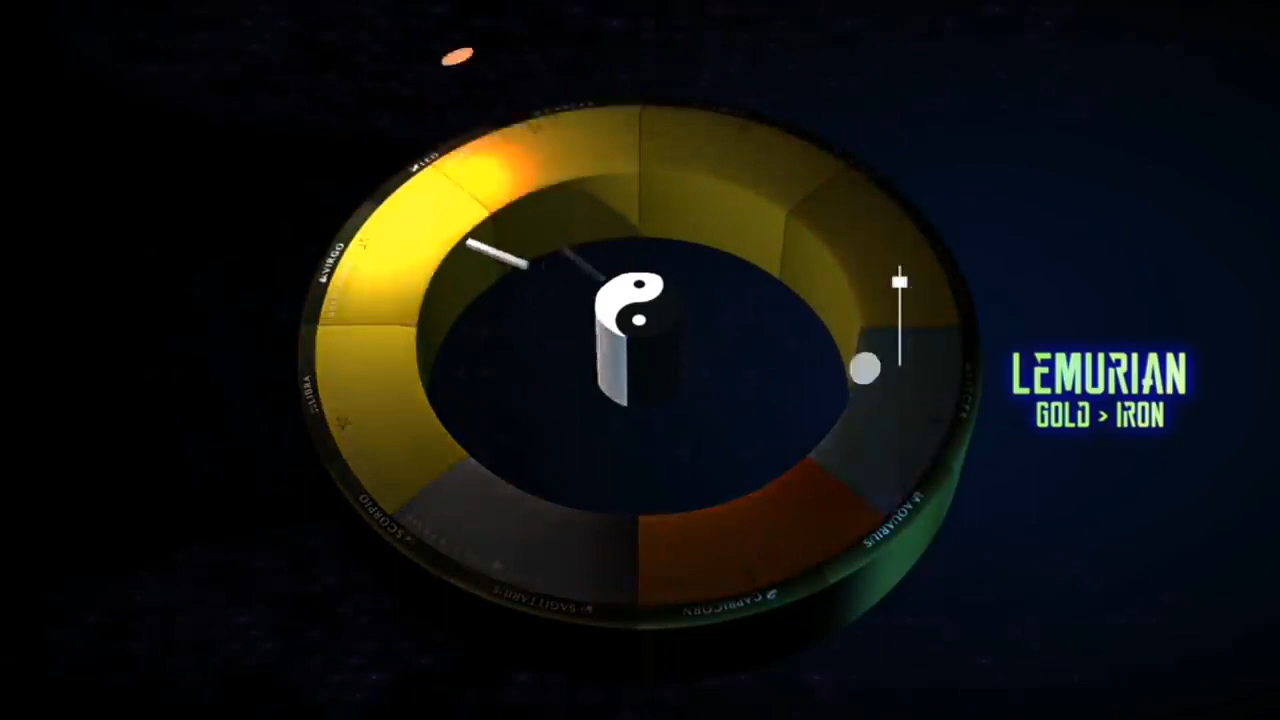 LEO
VIRGO
LIBRA
SCORPIO
SAGITTARIUS
CAPRICORN
AQUARIUS
LEMURIAN
GOLD > IRON